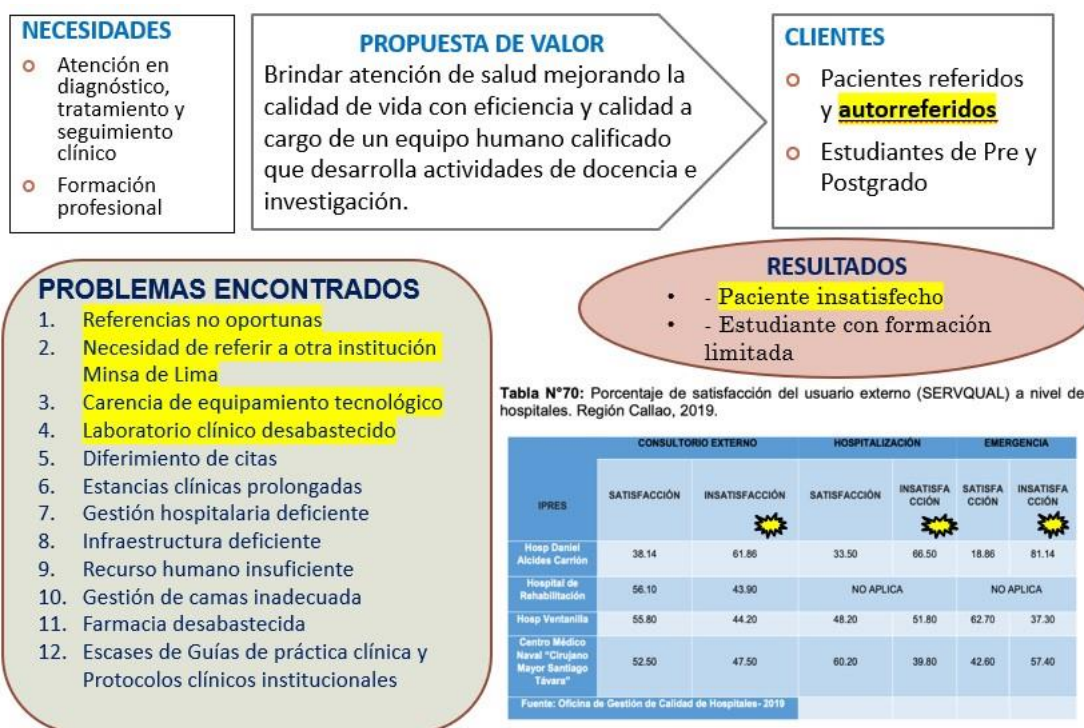 NECESIDADES
Atención en
diagnóstico,
tratamiento y
seguimiento
clínico
Formación
profesional
PROPUESTA DE VALOR
Brindar atención de salud mejorando la
calidad de vida con eficiencia y calidad a
cargo de un equipo humano calificado
que desarrolla actividades de docencia e
investigación.
CLIENTES
Pacientes referidos
y autorreferidos
Estudiantes de Pre y
Postgrado
PROBLEMAS ENCONTRADOS
1. Referencias no oportunas
2. Necesidad de referir a otra institución
Minsa de Lima
3. Carencia de equipamiento tecnológico
4. Laboratorio clínico desabastecido
5. Diferimiento de citas
6. Estancias clínicas prolongadas
7. Gestión hospitalaria deficiente
8. Infraestructura deficiente
9. Recurso humano insuficiente
10. Gestión de camas inadecuada
11. Farmacia desabastecida
12. Escases de Guías de práctica clínica y
Protocolos clínicos institucionales
RESULTADOS
• - Paciente insatisfecho
• - Estudiante con formación
limitada
Tabla N°70: Porcentaje de satisfacción del usuario externo (SERVQUAL) a nivel de
hospitales. Región Callao, 2019.
IPRES
CONSULTORIO EXTERNO HOSPITALIZACIÓN EMERGENCIA
SATISFACCIÓN INSATISFACCIÓN SATISFACCIÓN INSATISFA
CCIÓN SATISFA
CCIÓN INSATISFA
CCIÓN
Hosp Daniel
Alcides Carrión 38.14 61.86 33.50 66.50 18.86 81.14
Hospital de
Rehabilitación 56.10 43.90 NO APLICA NO APLICA
Hosp Ventanilla 55.80 44.20 48.20 51.80 62.70 37.30
Centro Médico
Naval "Cirujano
Mayor Santiago
Távara" 52.50 47.50 60.20 39.80 42.60 57.40
Fuente: Oficina de Gestión de Calidad de Hospitales- 2019